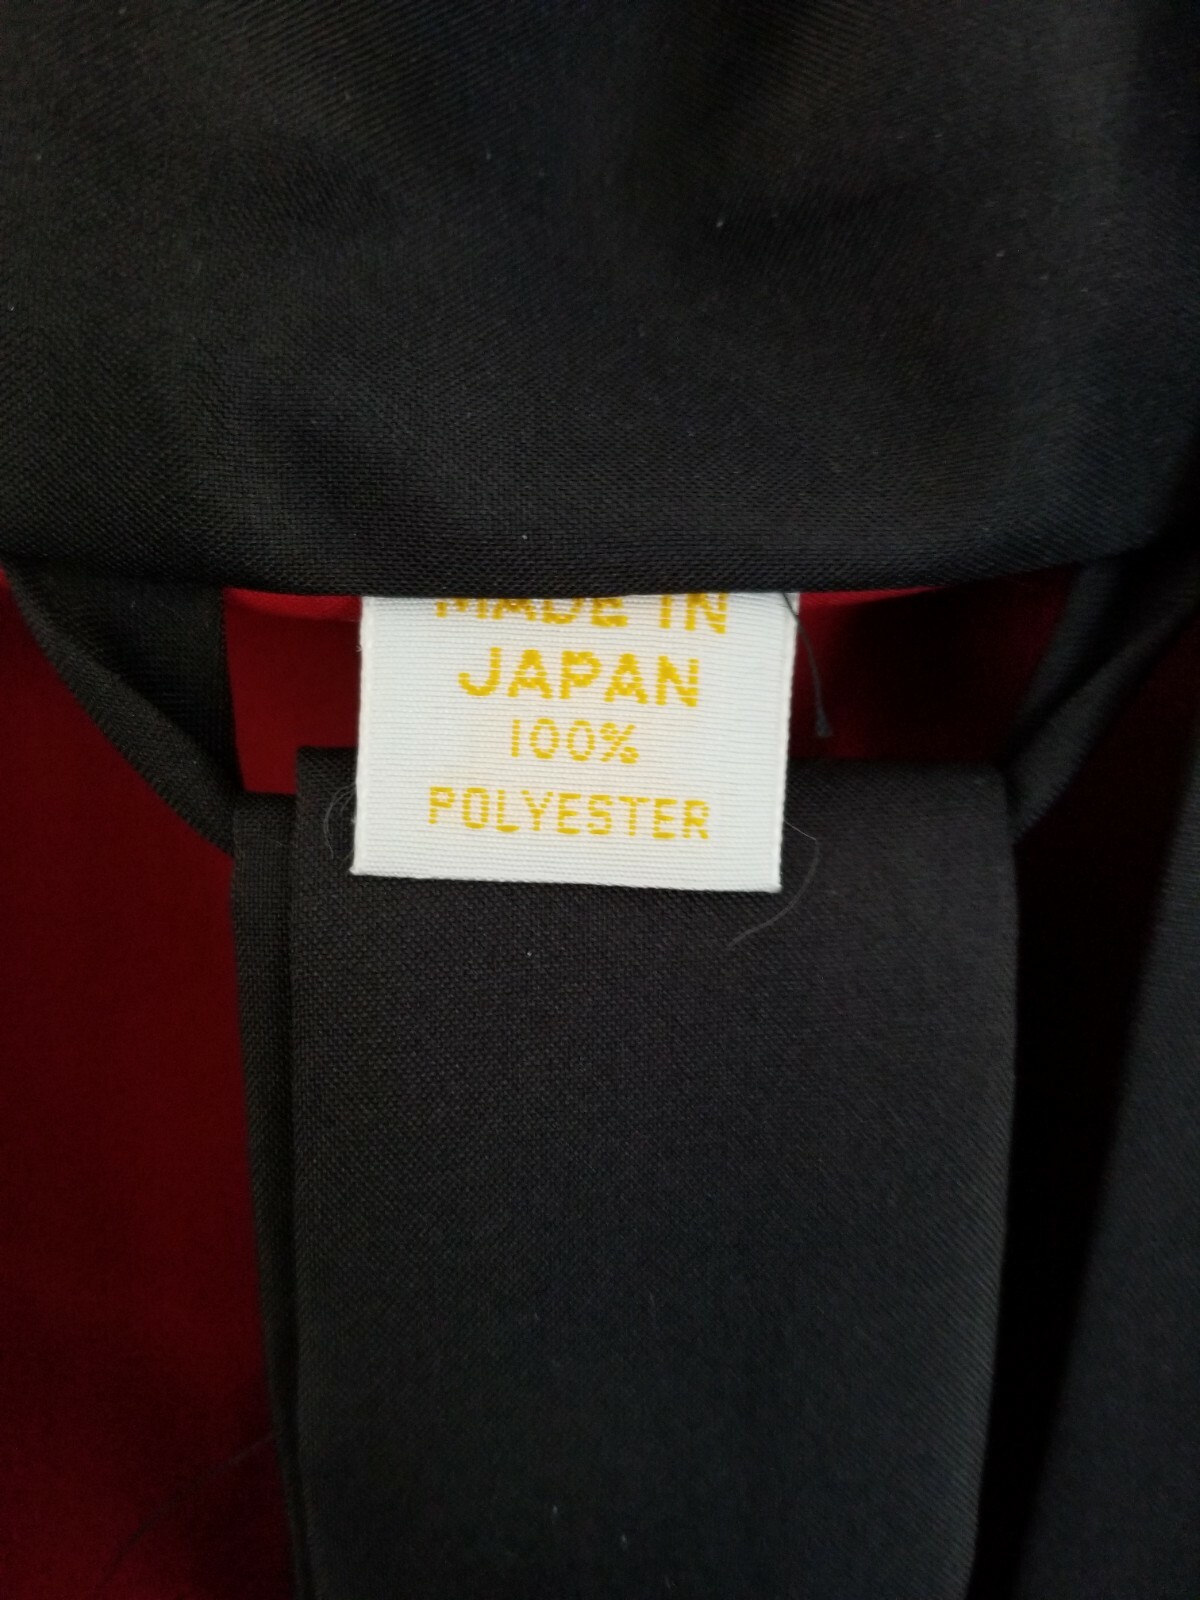 MADE IN
JAPAN
100%
POLYESTER